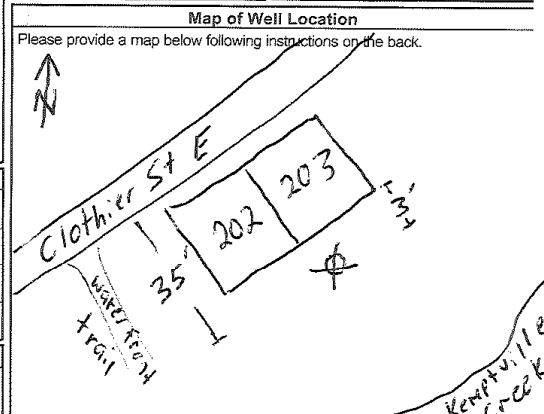 Map of Well Location
Please provide a map below following instructions on the back.
N
Clothier St E
203
202
35'
3'
water front
trail
Kemptville
Creek